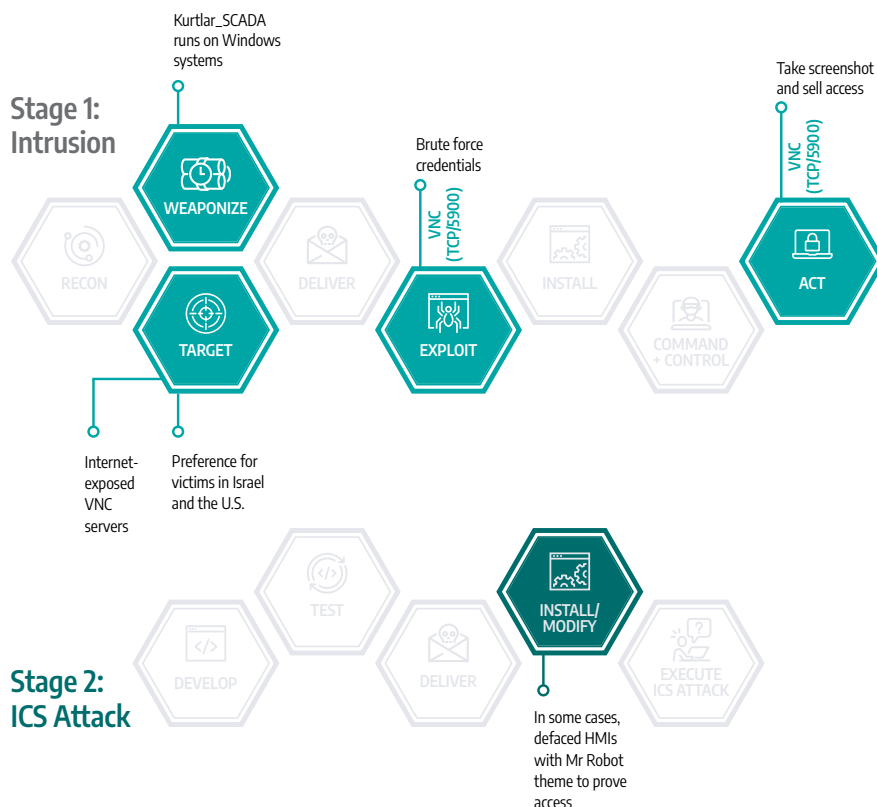 Kurtlar_SCADA
runs on Windows
systems
Stage 1:
Intrusion
Take screenshot
and sell access
Brute force
credentials
VNC
(TCP/5900)
VNC
(TCP/5900)
WEAPONIZE
RECON
DELIVER
INSTALL
ACT
TARGET
EXPLOIT
COMMAND
+ CONTROL
Internet-
exposed
VNC
servers
Preference for
victims in Israel
and the U.S.
TEST
INSTALL/
MODIFY
DEVELOP
DELIVER
EXECUTE
ICS ATTACK
Stage 2:
ICS Attack
In some cases,
defaced HMIs
with Mr Robot
theme to prove
access